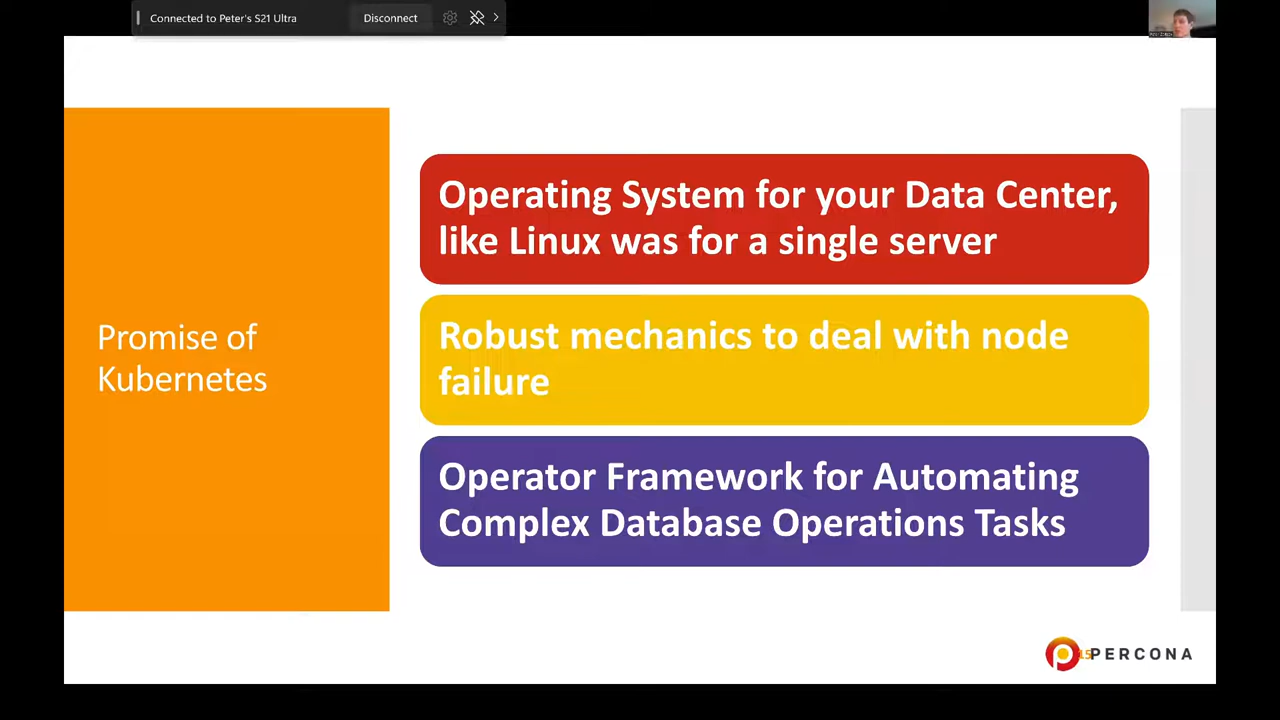 Connected to Peter's S21 Ultra
Disconnect
Promise of
Kubernetes
Operating System for your Data Center,
like Linux was for a single server
Robust mechanics to deal with node
failure
Operator Framework for Automating
Complex Database Operations Tasks
15
PERCONA